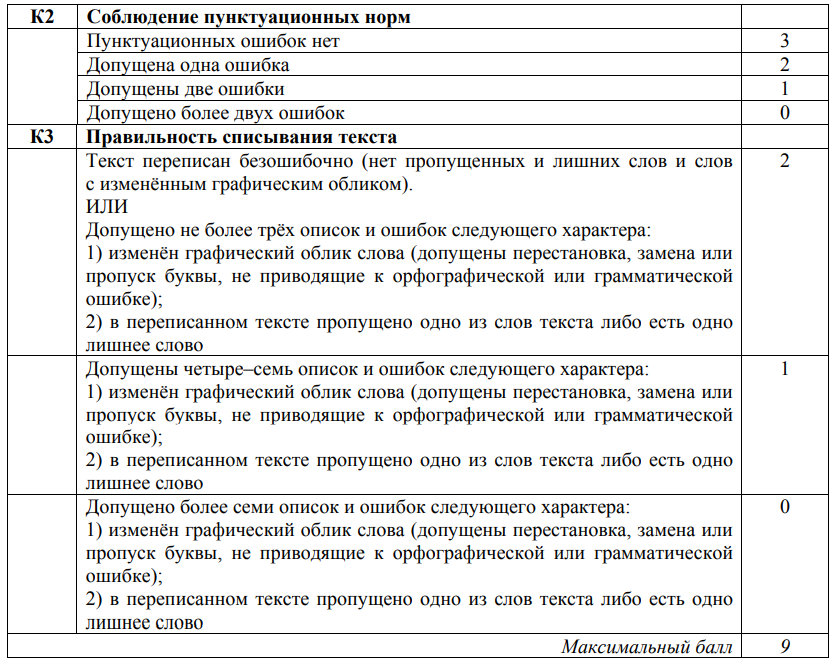 К2 Соблюдение пунктуационных норм
Пунктуационных ошибок нет 3
Допущена одна ошибка 2
Допущены две ошибки 1
Допущено более двух ошибок 0
К3 Правильность списывания текста
Текст переписан безошибочно (нет пропущенных и лишних слов и слов 2
с изменённым графическим обликом).
ИЛИ
Допущено не более трёх описок и ошибок следующего характера:
1) изменён графический облик слова (допущены перестановка, замена или
пропуск буквы, не приводящие к орфографической или грамматической
ошибке);
2) в переписанном тексте пропущено одно из слов текста либо есть одно
лишнее слово
Допущены четыре–семь описок и ошибок следующего характера: 1
1) изменён графический облик слова (допущены перестановка, замена или
пропуск буквы, не приводящие к орфографической или грамматической
ошибке);
2) в переписанном тексте пропущено одно из слов текста либо есть одно
лишнее слово
Допущено более семи описок и ошибок следующего характера: 0
1) изменён графический облик слова (допущены перестановка, замена или
пропуск буквы, не приводящие к орфографической или грамматической
ошибке);
2) в переписанном тексте пропущено одно из слов текста либо есть одно
лишнее слово
Максимальный балл 9